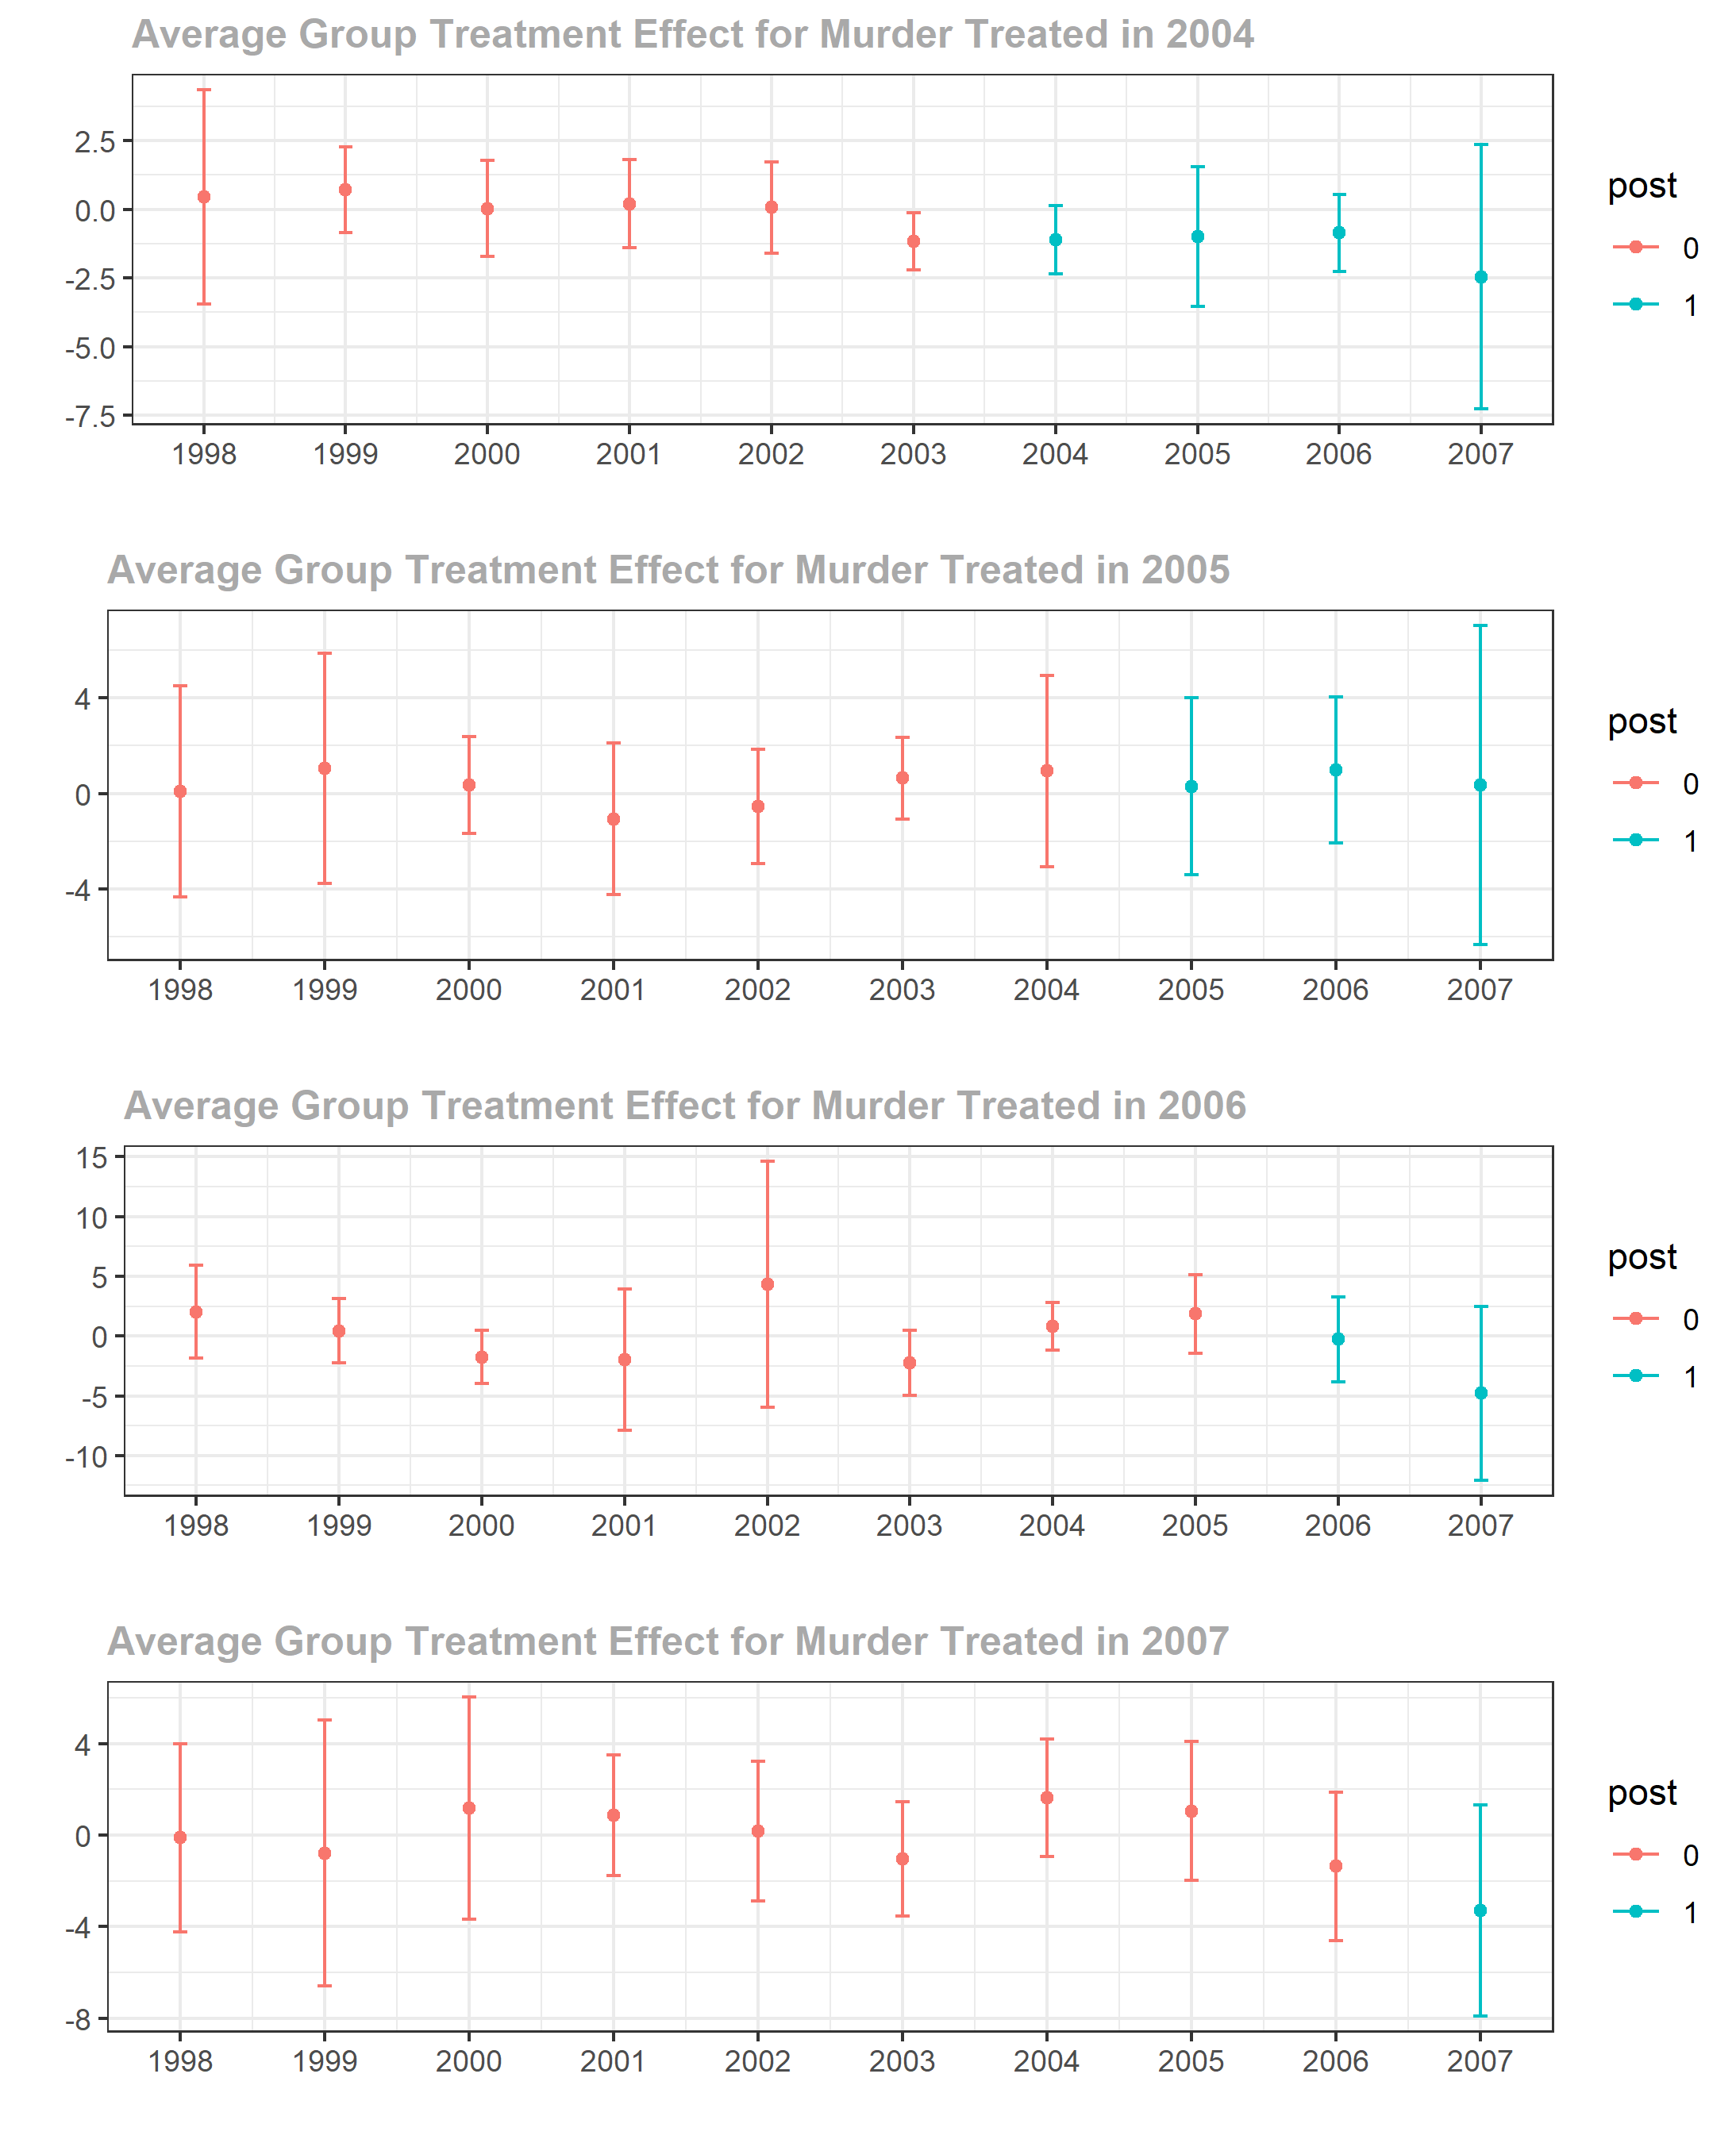 Average Group Treatment Effect for Murder Treated in 2004
2.5
0.0
-2.5
-5.0
-7.5
1998 1999 2000 2001 2002 2003 2004 2005 2006 2007
post
0
1
Average Group Treatment Effect for Murder Treated in 2005
4
0
-4
1998 1999 2000 2001 2002 2003 2004 2005 2006 2007
post
0
1
Average Group Treatment Effect for Murder Treated in 2006
15
10
5
0
-5
-10
1998 1999 2000 2001 2002 2003 2004 2005 2006 2007
post
0
1
Average Group Treatment Effect for Murder Treated in 2007
4
0
-4
-8
1998 1999 2000 2001 2002 2003 2004 2005 2006 2007
post
0
1